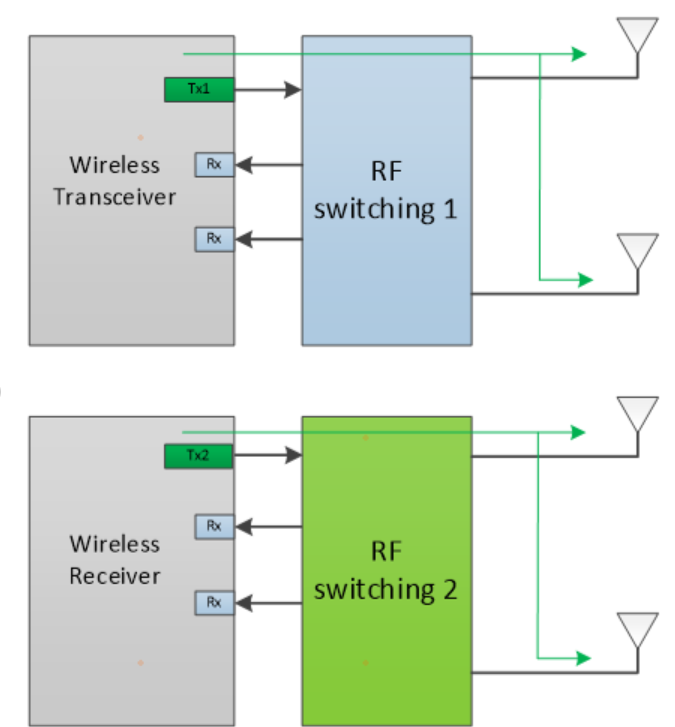 Tx1
Rx
Wireless
Transceiver
Rx
RF
switching 1
Tx2
Rx
Wireless
Receiver
Rx
RF
switching 2